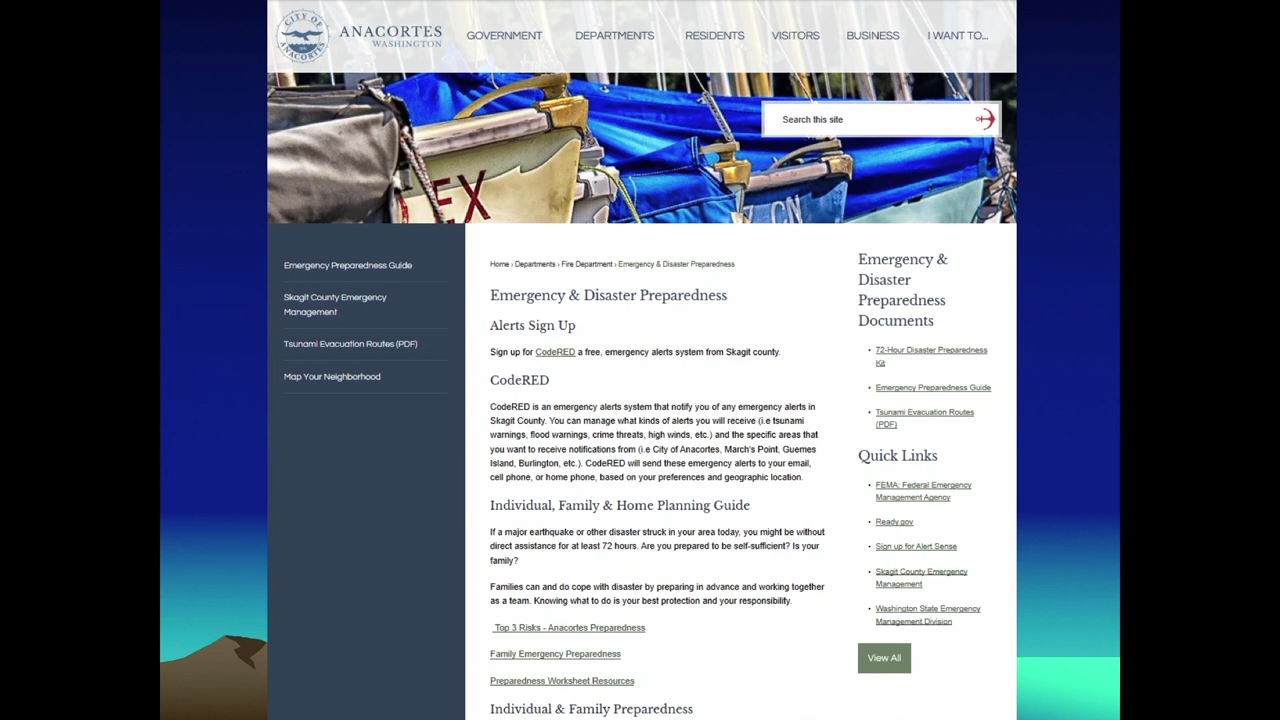 CITY OF
ANACORTES
ANACORTES
WASHINGTON
GOVERNMENT
DEPARTMENTS
RESIDENTS
VISITORS
BUSINESS
I WANT TO...
Search this site
EX
Emergency Preparedness Guide
Skagit County Emergency
Management
Tsunami Evacuation Routes (PDF)
Map Your Neighborhood
Home › Departments › Fire Department › Emergency & Disaster Preparedness
Emergency & Disaster Preparedness
Alerts Sign Up
Sign up for CodeRED a free, emergency alerts system from Skagit county.
CodeRED
CodeRED is an emergency alerts system that notify you of any emergency alerts in
Skagit County. You can manage what kinds of alerts you will receive (i.e tsunami
warnings, flood warnings, crime threats, high winds, etc.) and the specific areas that
you want to receive notifications from (i.e City of Anacortes, March's Point, Guemes
Island, Burlington, etc.). CodeRED will send these emergency alerts to your email,
cell phone, or home phone, based on your preferences and geographic location.
Individual, Family & Home Planning Guide
If a major earthquake or other disaster struck in your area today, you might be without
direct assistance for at least 72 hours. Are you prepared to be self-sufficient? Is your
family?
Families can and do cope with disaster by preparing in advance and working together
as a team. Knowing what to do is your best protection and your responsibility.
Top 3 Risks - Anacortes Preparedness
Family Emergency Preparedness
Preparedness Worksheet Resources
Individual & Family Preparedness
Emergency &
Disaster
Preparedness
Documents
• 72-Hour Disaster Preparedness
Kit
• Emergency Preparedness Guide
• Tsunami Evacuation Routes
(PDF)
Quick Links
• FEMA: Federal Emergency
Management Agency
• Ready.gov
• Sign up for Alert Sense
• Skagit County Emergency
Management
• Washington State Emergency
Management Division
View All